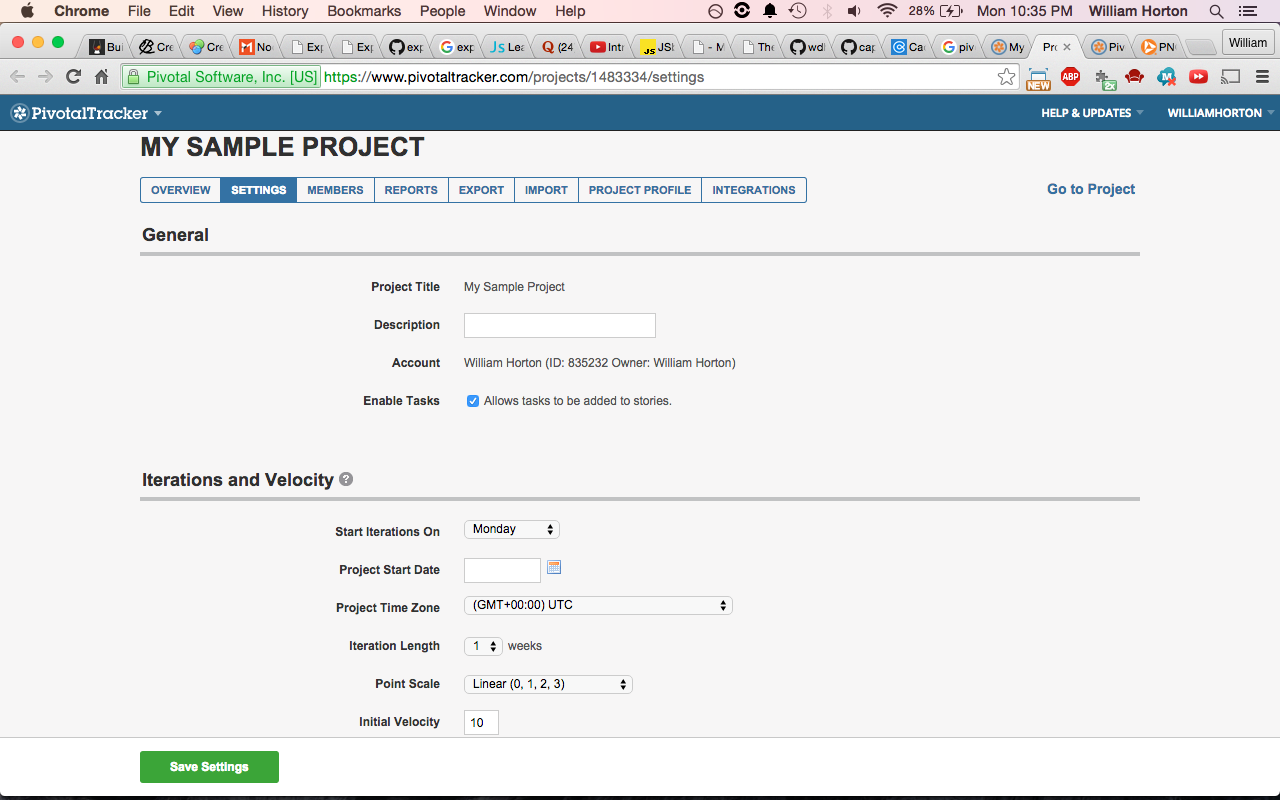 Chrome File Edit View History Bookmarks People Window Help 28% Mon 10:35 PM William Horton
Bui Cre Cre No Exp Exp exp exp Lea (24 Intr JSI - M The wdl cap Cac piv My Pro Piv PNG William
Pivotal Software, Inc. [US] https://www.pivotaltracker.com/projects/1483334/settings NEW ABP 2x
PivotalTracker HELP & UPDATES WILLIAMHORTON
MY SAMPLE PROJECT
OVERVIEW SETTINGS MEMBERS REPORTS EXPORT IMPORT PROJECT PROFILE INTEGRATIONS Go to Project
General
Project Title My Sample Project
Description
Account William Horton (ID: 835232 Owner: William Horton)
Enable Tasks Allows tasks to be added to stories.
Iterations and Velocity ?
Start Iterations On Monday
Project Start Date
Project Time Zone (GMT+00:00) UTC
Iteration Length 1 weeks
Point Scale Linear (0, 1, 2, 3)
Initial Velocity 10
Save Settings